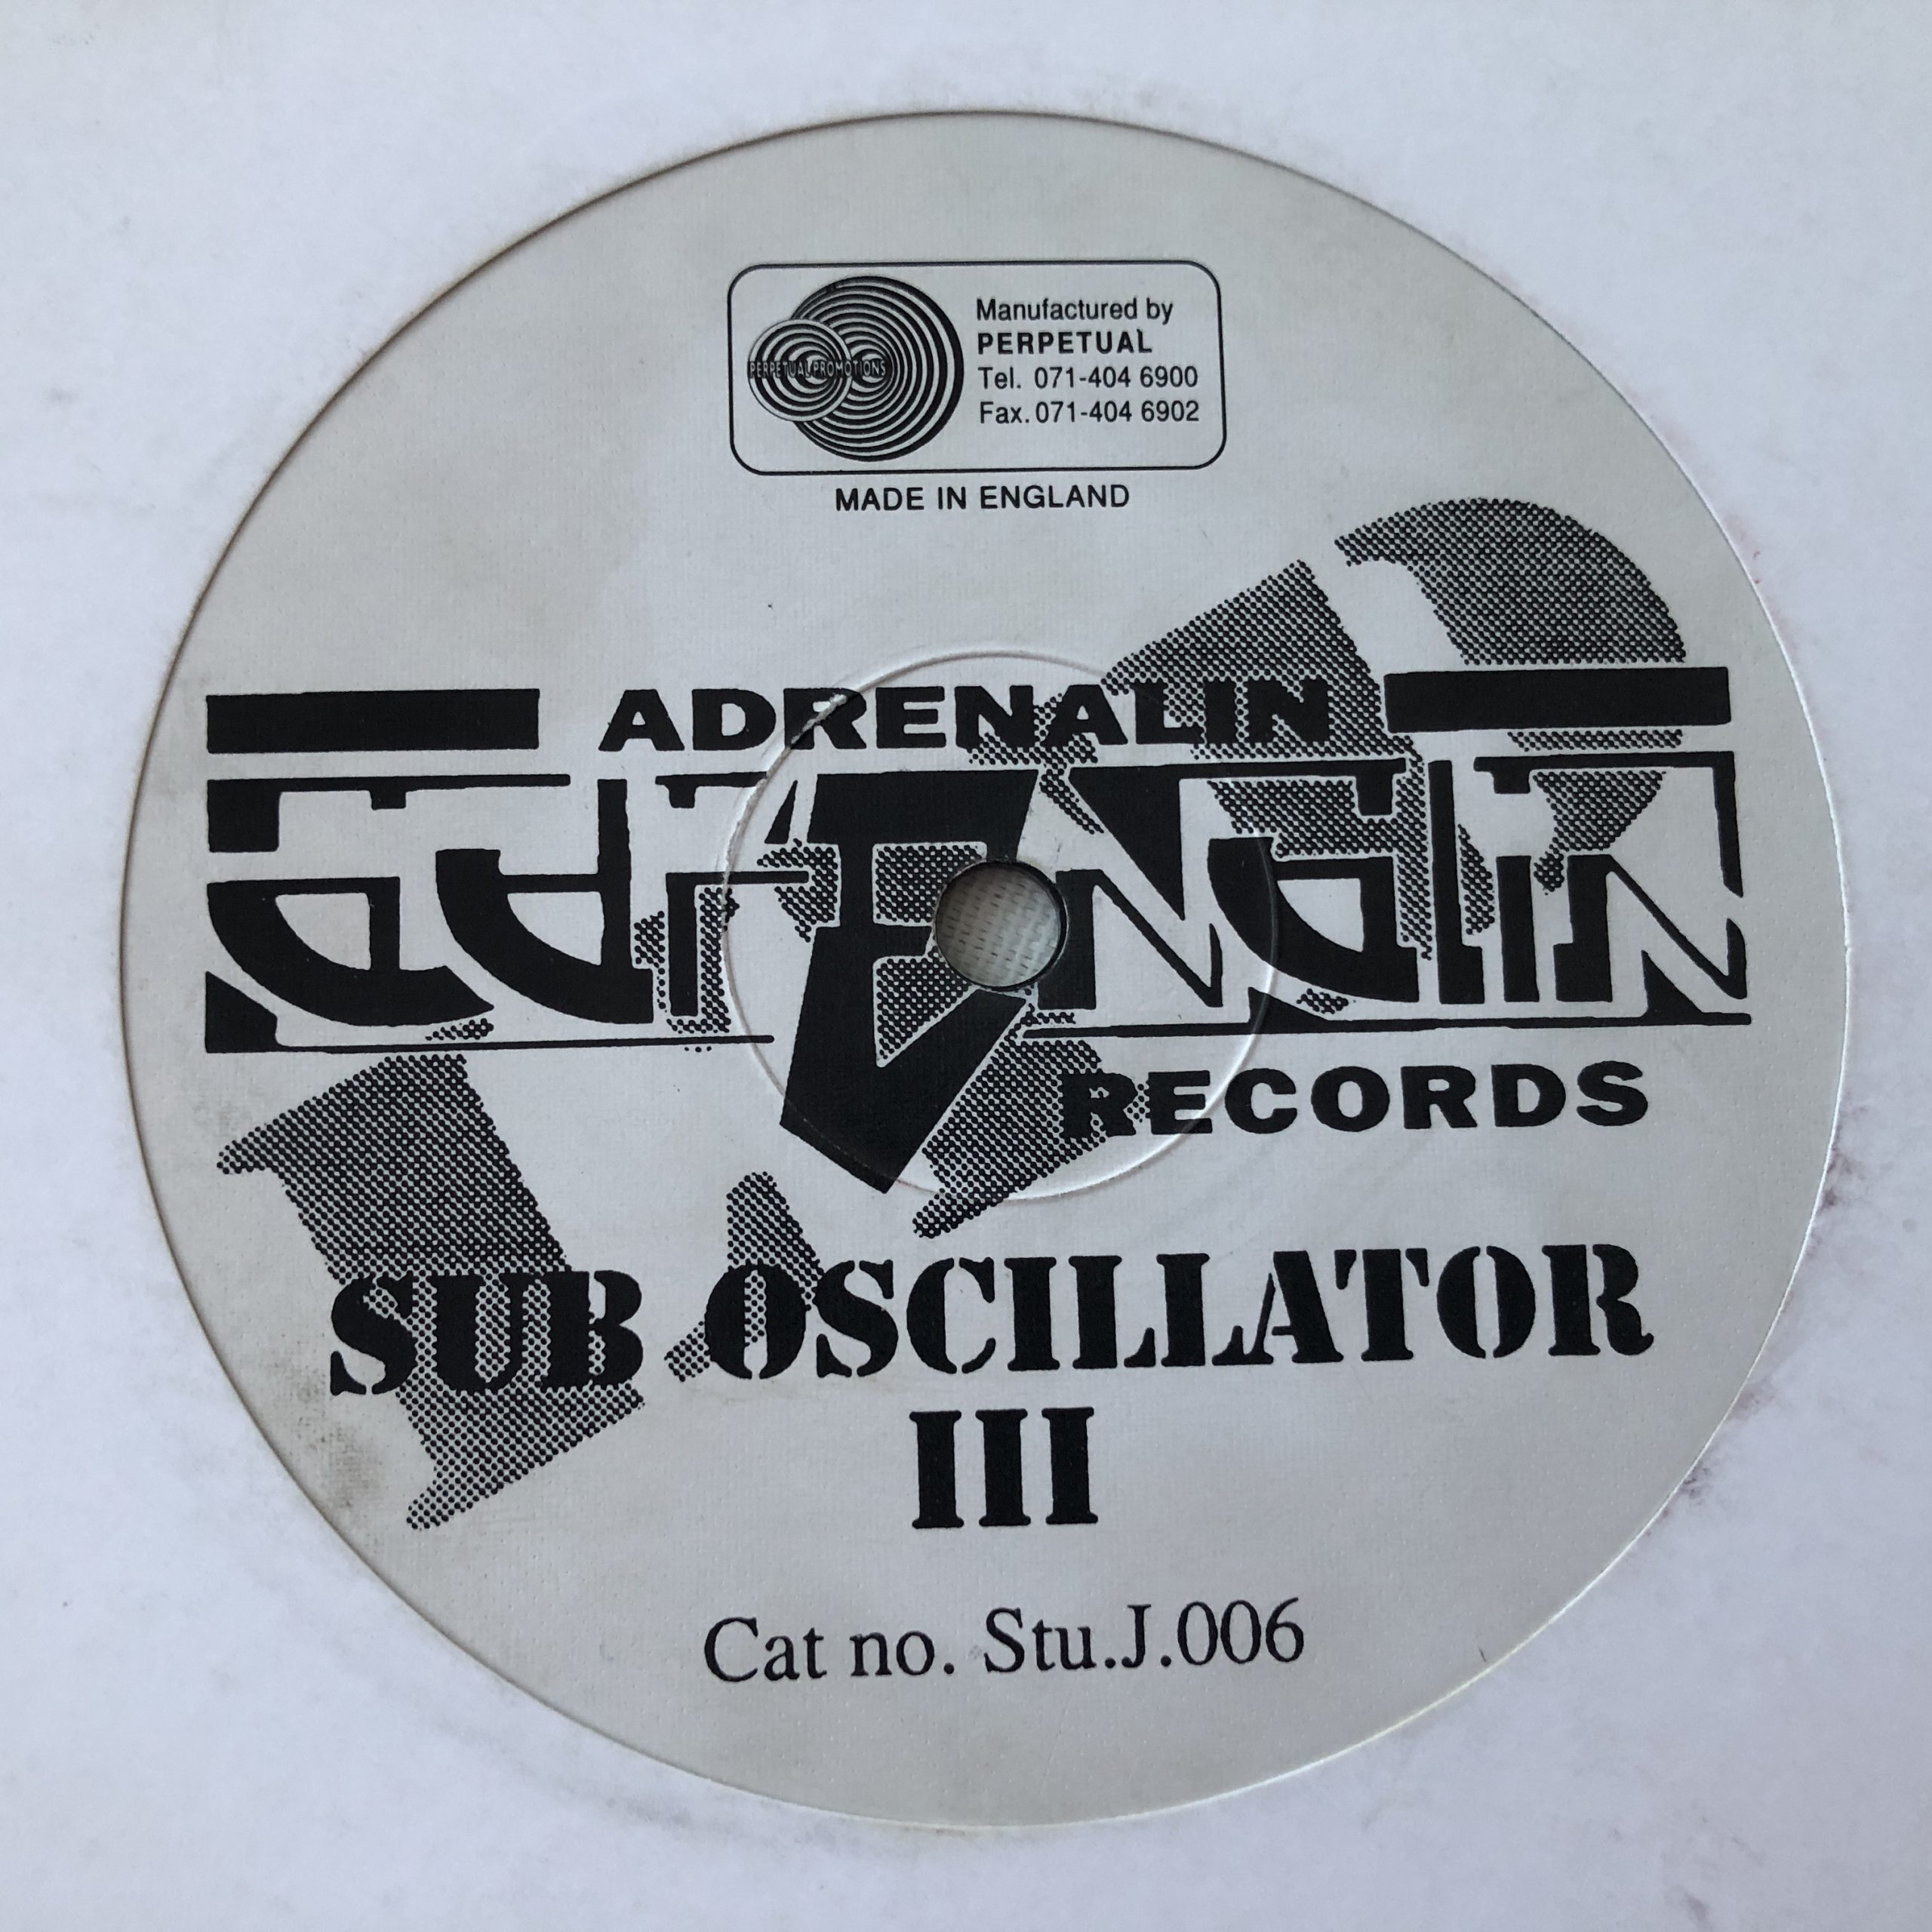 Manufactured by
PERPETUAL
Tel. 071-404 6900
Fax. 071-404 6902
PERPETUAL PROMOTIONS
MADE IN ENGLAND
ADRENALIN
adrENalin
RECORDS
SUB OSCILLATOR
III
Cat no. Stu.J.006